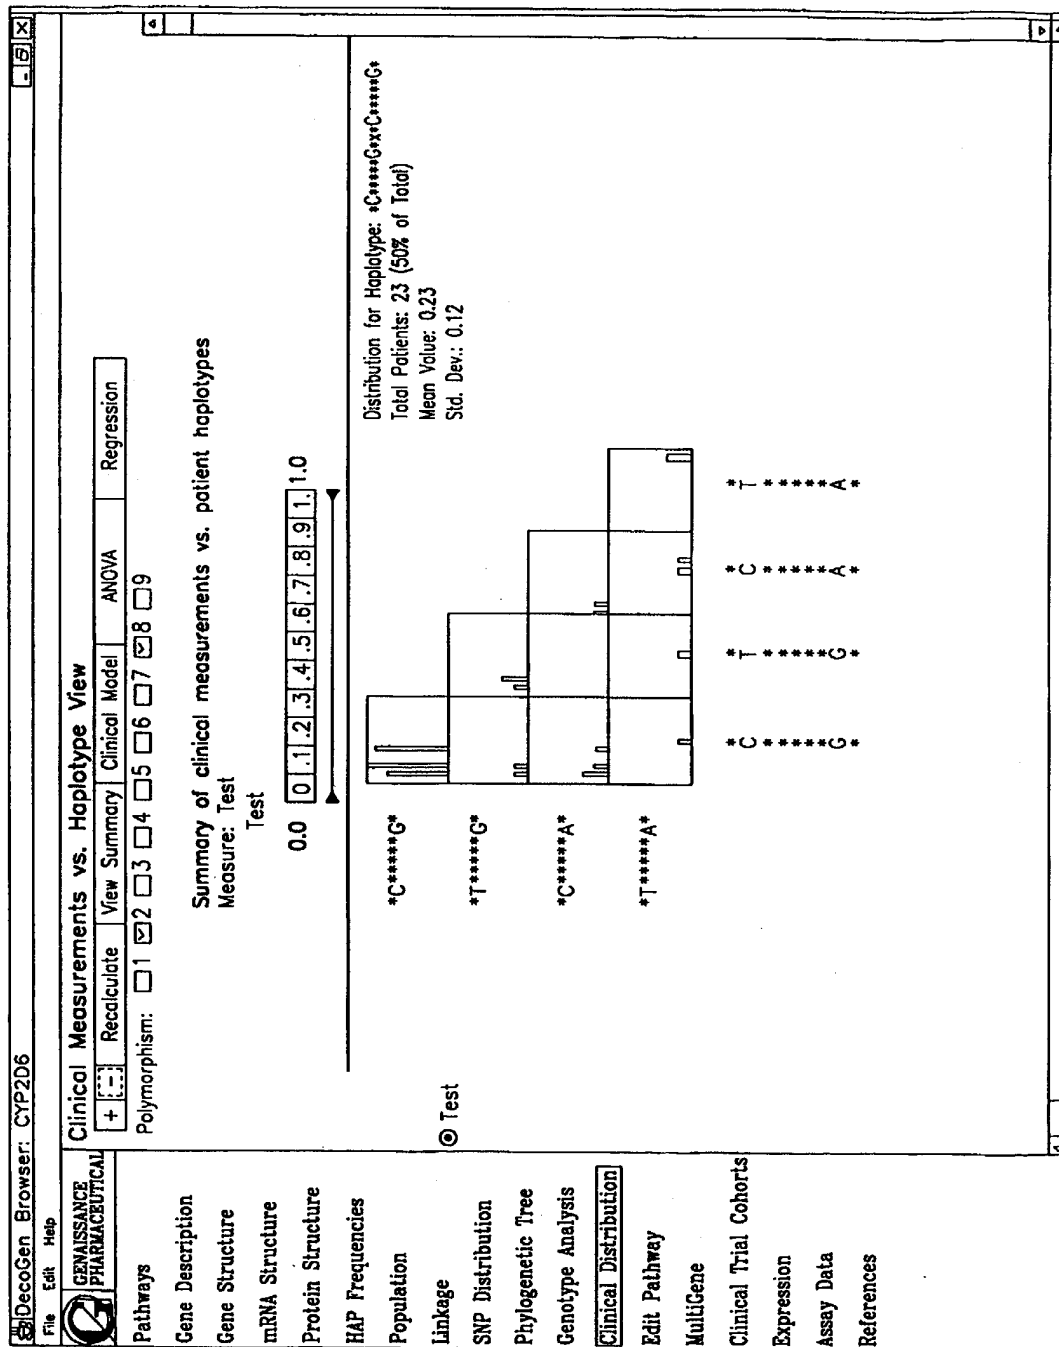 DecoGen Browser: CYP2D6
File Edit Help
GENAISSANCE
PHARMACEUTICAL
Pathways
Gene Description
Gene Structure
mRNA Structure
Protein Structure
HAP Frequencies
Population
Linkage
SNP Distribution
Phylogenetic Tree
Genotype Analysis
Clinical Distribution
Edit Pathway
MultiGene
Clinical Trial Cohorts
Expression
Assay Data
References
Clinical Measurements vs. Haplotype View
+ - Recalculate View Summary Clinical Model ANOVA Regression
Polymorphism: 1 2 3 4 5 6 7 8 9
Summary of clinical measurements vs. patient haplotypes
Measure: Test
Test
0.0 0 .1 .2 .3 .4 .5 .6 .7 .8 .9 1. 1.0
Test
Distribution for Haplotype: *C*****G*x*C*****G*
Total Patients: 23 (50% of Total)
Mean Value: 0.23
Std. Dev.: 0.12
*C*****G*
*T*****G*
*C*****A*
*T*****A*
*C*****G*
*T*****G*
*C*****A*
*T*****A*